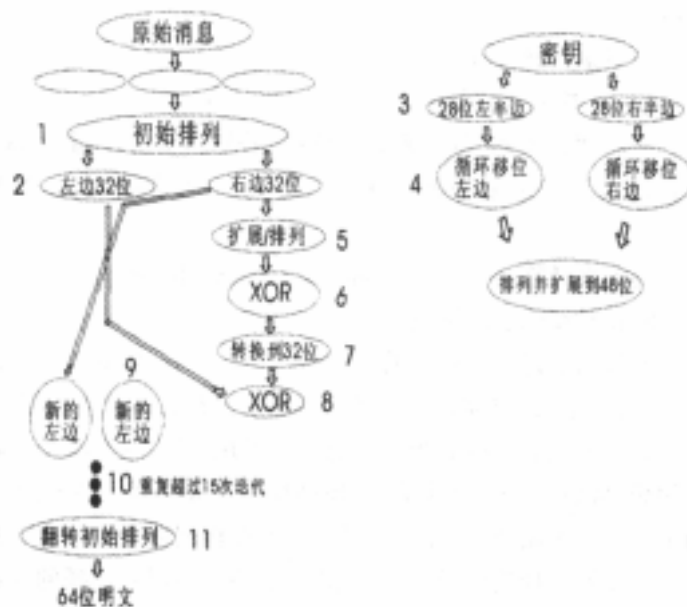 原始消息
1
初始排列
2
左边32位
右边32位
扩展/排列
5
XOR
6
转换到32位
7
9
新的
左边
新的
左边
XOR
8
10 重复超过15次迭代
翻转初始排列
11
64位明文
密钥
3
28位左半边
28位右半边
4
循环移位
左边
循环移位
右边
排列并扩展到48位